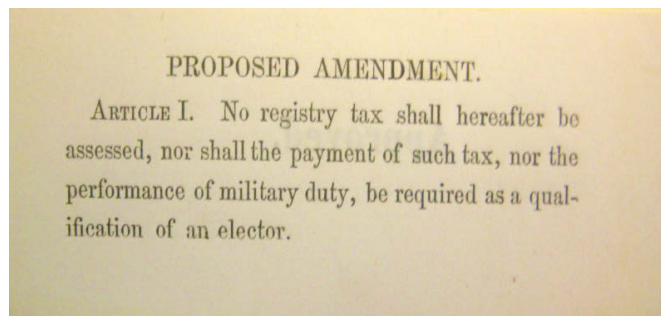 PROPOSED AMENDMENT.
ARTICLE I. No registry tax shall hereafter be
assessed, nor shall the payment of such tax, nor the
performance of military duty, be required as a qual-
ification of an elector.